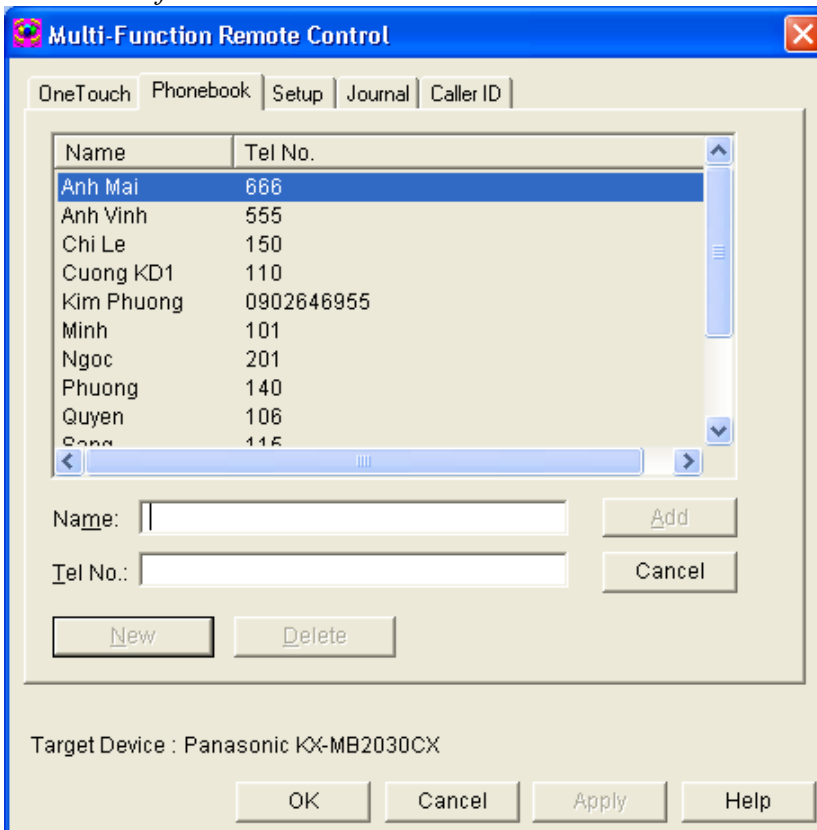 Multi-Function Remote Control
OneTouch Phonebook Setup Journal Caller ID
Name Tel No.
Anh Mai 666
Anh Vinh 555
Chi Le 150
Cuong KD1 110
Kim Phuong 0902646955
Minh 101
Ngoc 201
Phuong 140
Quyen 106
Sang 115
Name: Add
Tel No.: Cancel
New Delete
Target Device : Panasonic KX-MB2030CX
OK Cancel Apply Help